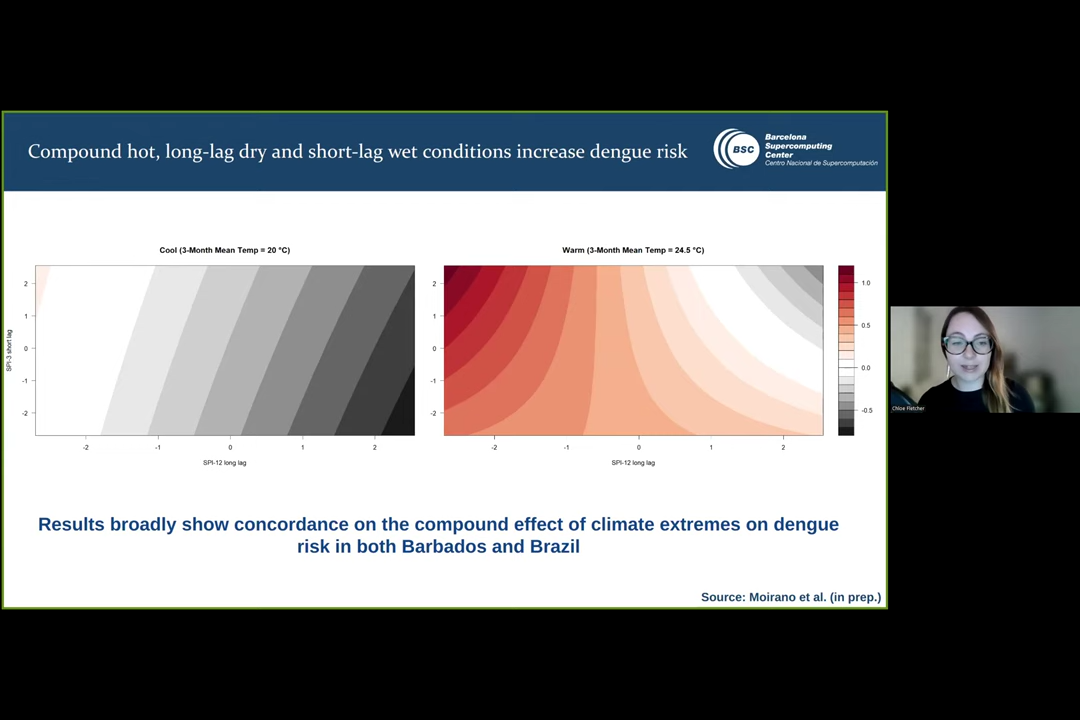 Compound hot, long-lag dry and short-lag wet conditions increase dengue risk
BSC
Barcelona
Supercomputing
Center
Centro Nacional de Supercomputación
Cool (3-Month Mean Temp = 20 °C)
SPI-3 short lag
2
1
0
-1
-2
-2
-1
0
1
2
SPI-12 long lag
Warm (3-Month Mean Temp = 24.5 °C)
2
1
0
-1
-2
-2
-1
0
1
2
SPI-12 long lag
1.0
0.5
0.0
-0.5
Results broadly show concordance on the compound effect of climate extremes on dengue
risk in both Barbados and Brazil
Source: Moirano et al. (in prep.)
Chloe Fletcher